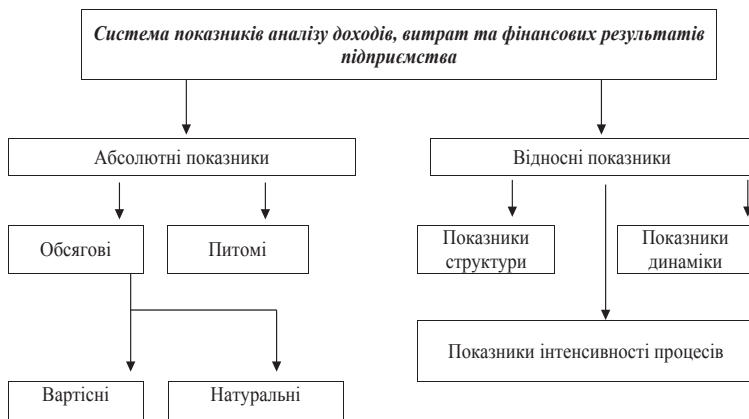 Система показників аналізу доходів, витрат та фінансових результатів
підприємства
Абсолютні показники
Відносні показники
Обсягові
Питомі
Показники
структури
Показники
динаміки
Показники інтенсивності процесів
Вартісні
Натуральні